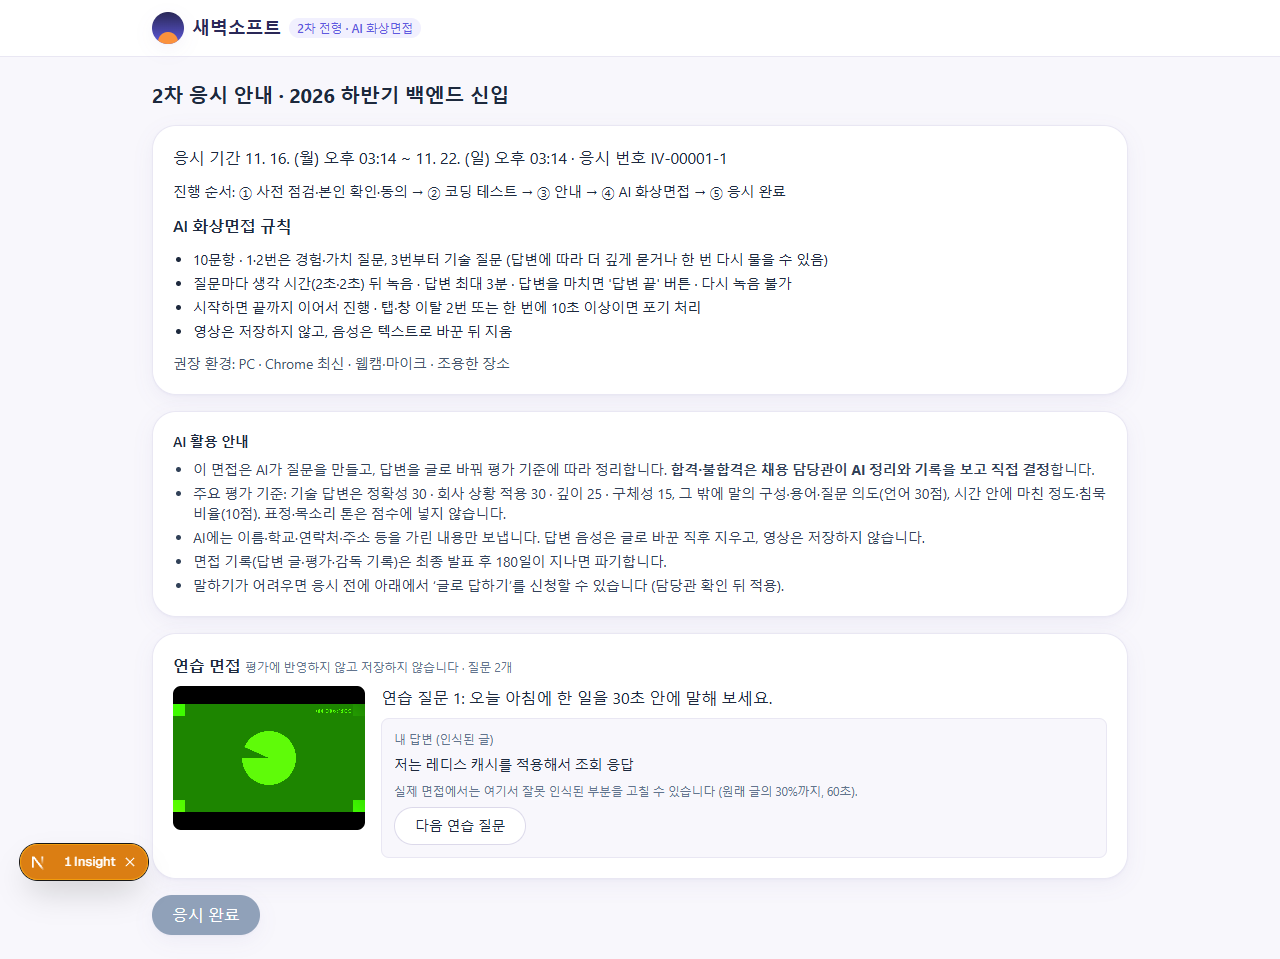 새벽소프트 2차 전형 · AI 화상면접
2차 응시 안내 · 2026 하반기 백엔드 신입
응시 기간 11. 16. (월) 오후 03:14 ~ 11. 22. (일) 오후 03:14 · 응시 번호 IV-00001-1
진행 순서: ① 사전 점검·본인 확인·동의 → ② 코딩 테스트 → ③ 안내 → ④ AI 화상면접 → ⑤ 응시 완료
AI 화상면접 규칙
• 10문항 · 1·2번은 경험·가치 질문, 3번부터 기술 질문 (답변에 따라 더 깊게 묻거나 한 번 다시 물을 수 있음)
• 질문마다 생각 시간(2초·2초) 뒤 녹음 · 답변 최대 3분 · 답변을 마치면 '답변 끝' 버튼 · 다시 녹음 불가
• 시작하면 끝까지 이어서 진행 · 탭·창 이탈 2번 또는 한 번에 10초 이상이면 포기 처리
• 영상은 저장하지 않고, 음성은 텍스트로 바꾼 뒤 지움
권장 환경: PC · Chrome 최신 · 웹캠·마이크 · 조용한 장소
AI 활용 안내
• 이 면접은 AI가 질문을 만들고, 답변을 글로 바꿔 평가 기준에 따라 정리합니다. 합격·불합격은 채용 담당관이 AI 정리와 기록을 보고 직접 결정합니다.
• 주요 평가 기준: 기술 답변은 정확성 30 · 회사 상황 적용 30 · 깊이 25 · 구체성 15, 그 밖에 말의 구성·용어·질문 의도(언어 30점), 시간 안에 마친 정도·침묵
비율(10점). 표정·목소리 톤은 점수에 넣지 않습니다.
• AI에는 이름·학교·연락처·주소 등을 가린 내용만 보냅니다. 답변 음성은 글로 바꾼 직후 지우고, 영상은 저장하지 않습니다.
• 면접 기록(답변 글·평가·감독 기록)은 최종 발표 후 180일이 지나면 파기합니다.
• 말하기가 어려우면 응시 전에 아래에서 '글로 답하기'를 신청할 수 있습니다 (담당관 확인 뒤 적용).
연습 면접 평가에 반영하지 않고 저장하지 않습니다 · 질문 2개
연습 질문 1: 오늘 아침에 한 일을 30초 안에 말해 보세요.
내 답변 (인식된 글)
저는 레디스 캐시를 적용해서 조회 응답
실제 면접에서는 여기서 잘못 인식된 부분을 고칠 수 있습니다 (원래 글의 30%까지, 60초).
다음 연습 질문
N 1 Insight ×
응시 완료